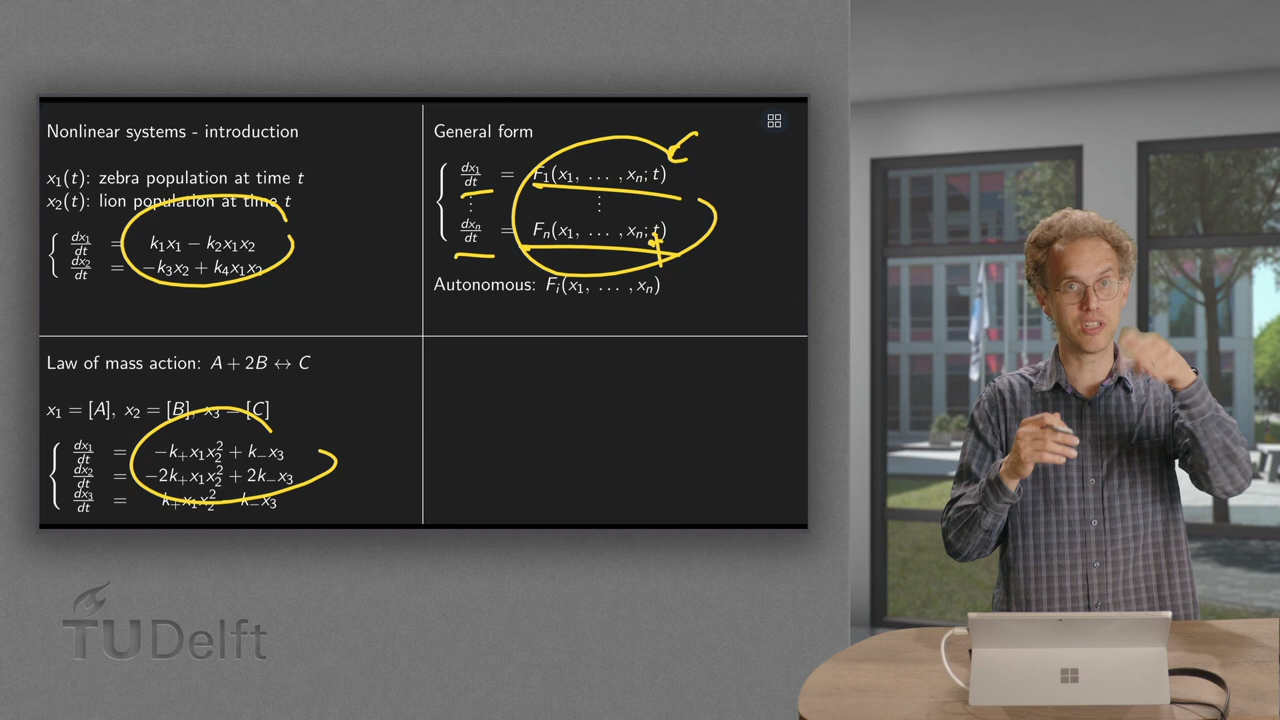 Nonlinear systems - introduction
x₁(t): zebra population at time t
x₂(t): lion population at time t
dx₁/dt = k₁x₁ − k₂x₁x₂
dx₂/dt = −k₃x₂ + k₄x₁x₂
General form
dx₁/dt = F₁(x₁, … , xₙ; t)
⋮ ⋮
dxₙ/dt = Fₙ(x₁, … , xₙ; t)
Autonomous: Fᵢ(x₁, … , xₙ)
Law of mass action: A + 2B ↔ C
x₁ = [A], x₂ = [B], x₃ = [C]
dx₁/dt = −k₊x₁x₂² + k₋x₃
dx₂/dt = −2k₊x₁x₂² + 2k₋x₃
dx₃/dt = k₊x₁x₂² − k₋x₃
TUDelft